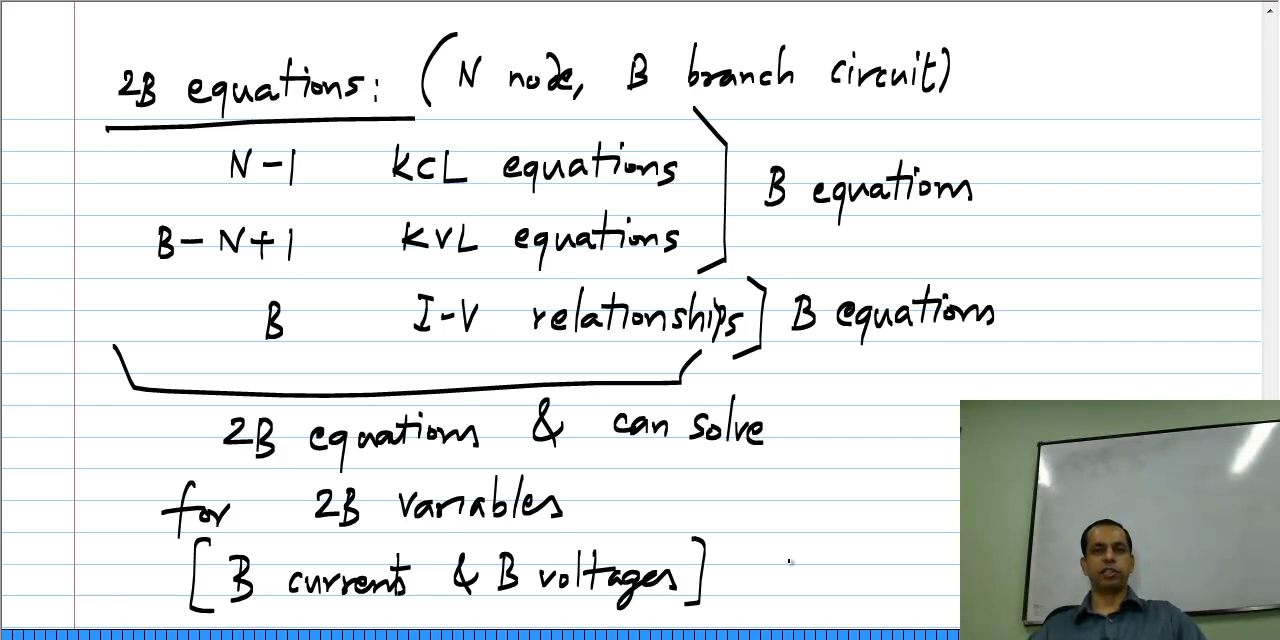 2B equations: (N node, B branch circuit)
N-1 KCL equations
B equations
B-N+1 KVL equations
B I-V relationships B equations
2B equations & can solve
for 2B variables
[B currents & B voltages]